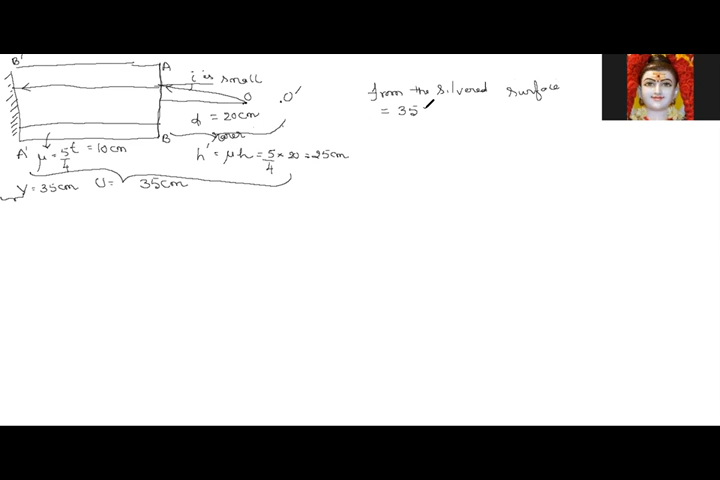 B'
A
i is small
O .O'
d = 20cm
B
A' μ = 5/4 t = 10cm
h' = μh = 5/4 × 20 = 25cm
V = 35cm U = 35cm
from the silvered surface
= 35